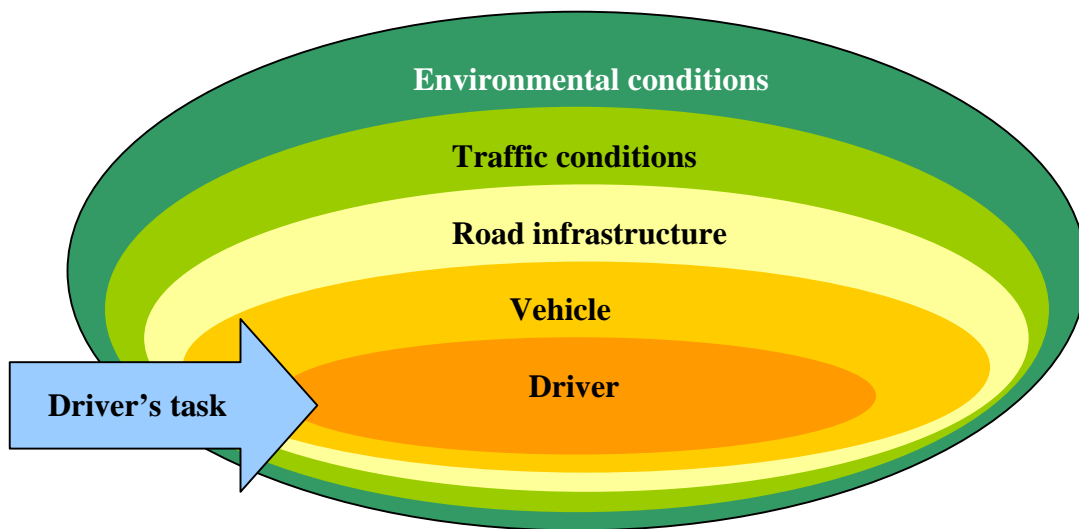 Environmental conditions
Traffic conditions
Road infrastructure
Vehicle
Driver
Driver’s task